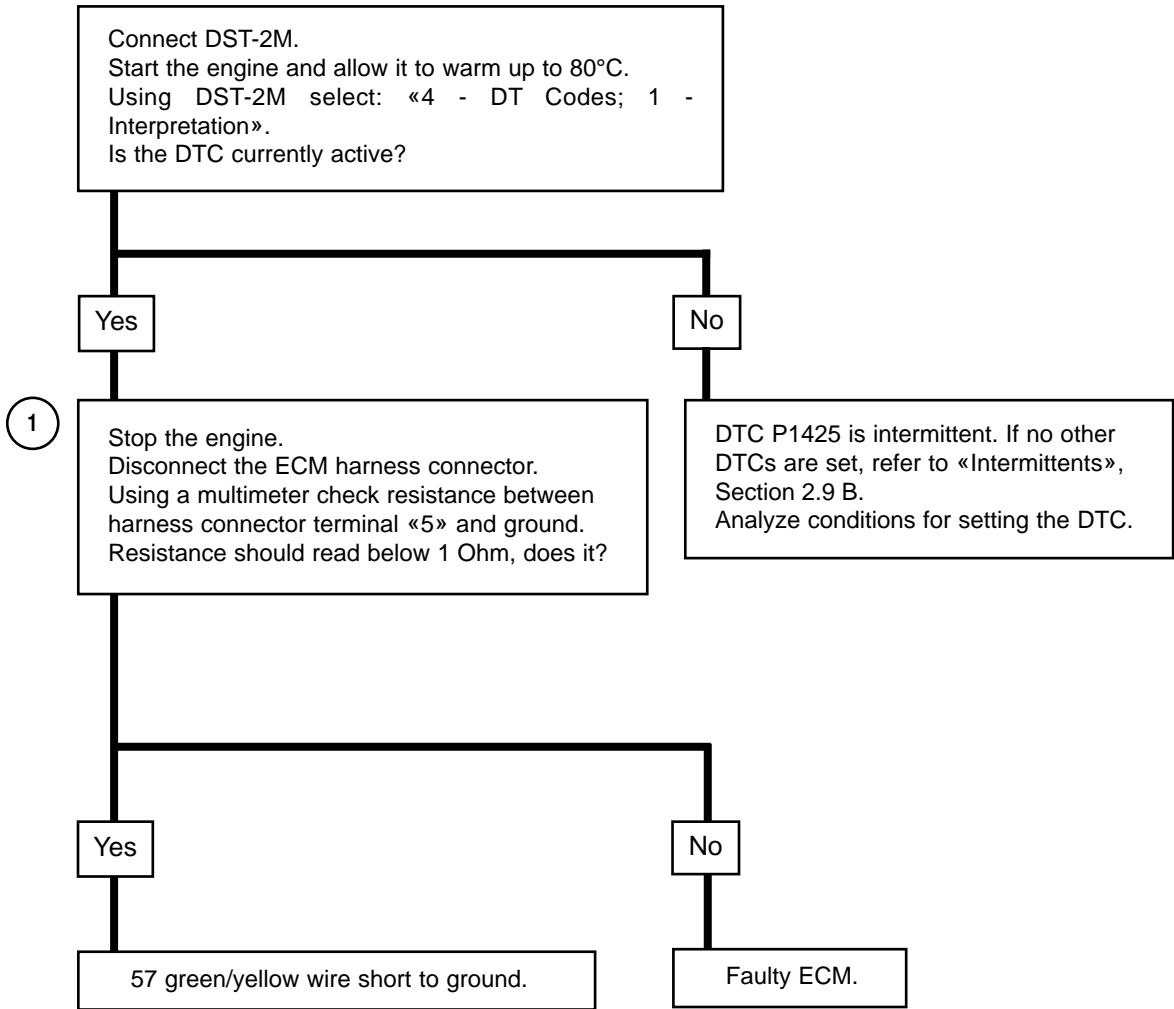 Connect DST-2M.
Start the engine and allow it to warm up to 80°C.
Using DST-2M select: «4 - DT Codes; 1 -
Interpretation».
Is the DTC currently active?
Yes
No
1
Stop the engine.
Disconnect the ECM harness connector.
Using a multimeter check resistance between
harness connector terminal «5» and ground.
Resistance should read below 1 Ohm, does it?
DTC P1425 is intermittent. If no other
DTCs are set, refer to «Intermittents»,
Section 2.9 B.
Analyze conditions for setting the DTC.
Yes
No
57 green/yellow wire short to ground.
Faulty ECM.